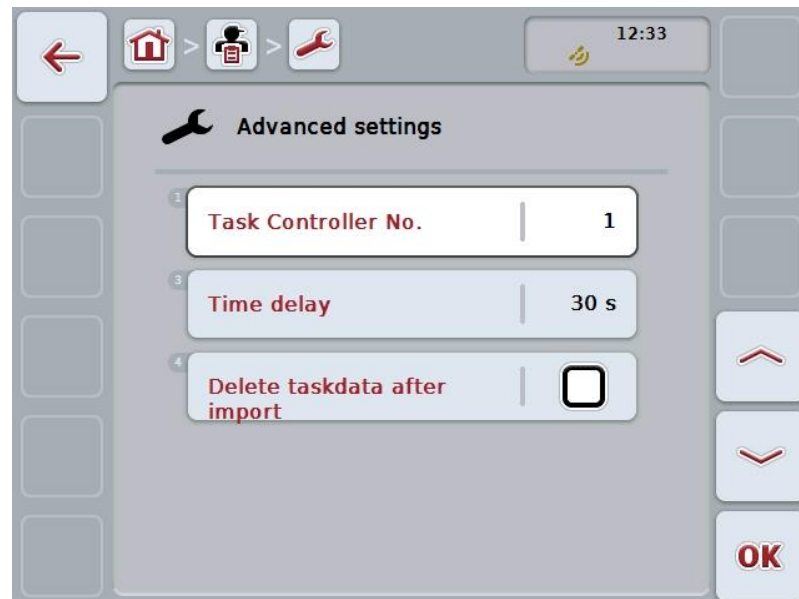 12:33
Advanced settings
1
Task Controller No. 1
3
Time delay 30 s
4
Delete taskdata after
import
OK